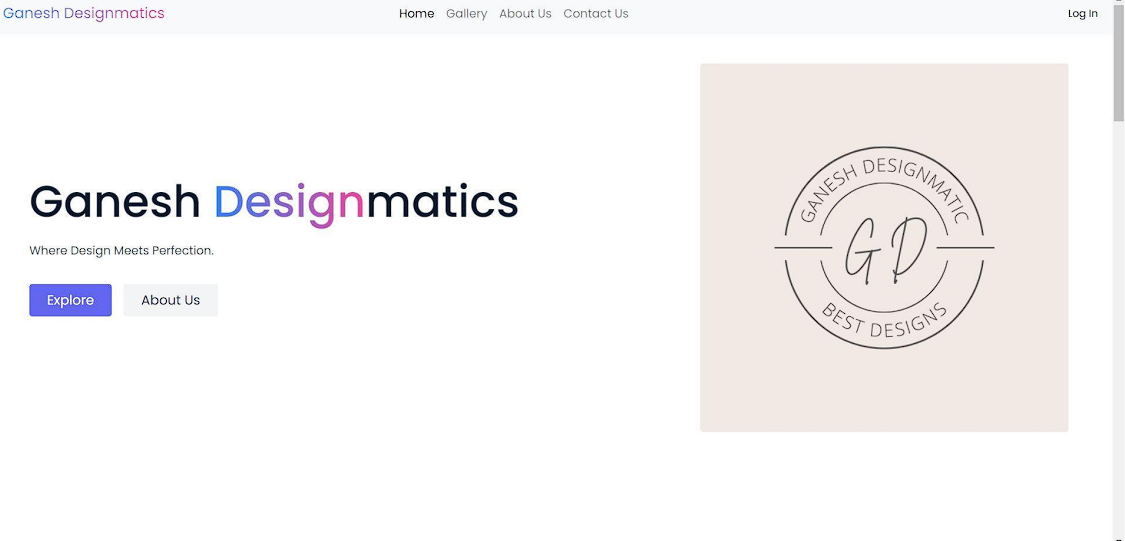 Ganesh Designmatics
Home Gallery About Us Contact Us
Log In
Ganesh Designmatics
Where Design Meets Perfection.
Explore About Us
GANESH DESIGNMATIC
GD
BEST DESIGNS